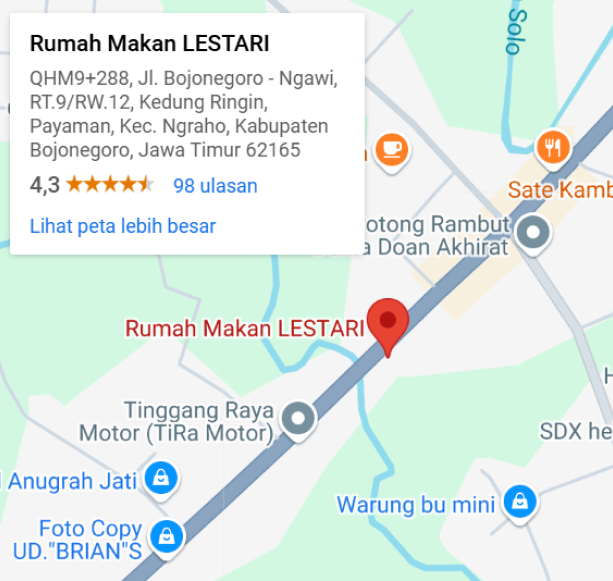 Rumah Makan LESTARI
QHM9+288, Jl. Bojonegoro - Ngawi,
RT.9/RW.12, Kedung Ringin,
Payaman, Kec. Ngraho, Kabupaten
Bojonegoro, Jawa Timur 62165
4,3 98 ulasan
Lihat peta lebih besar
Solo
Sate Kamb
otong Rambut
a Doan Akhirat
Rumah Makan LESTARI
Tinggang Raya
Motor (TiRa Motor)
SDX he
Anugrah Jati
Warung bu mini
Foto Copy
UD."BRIAN"S